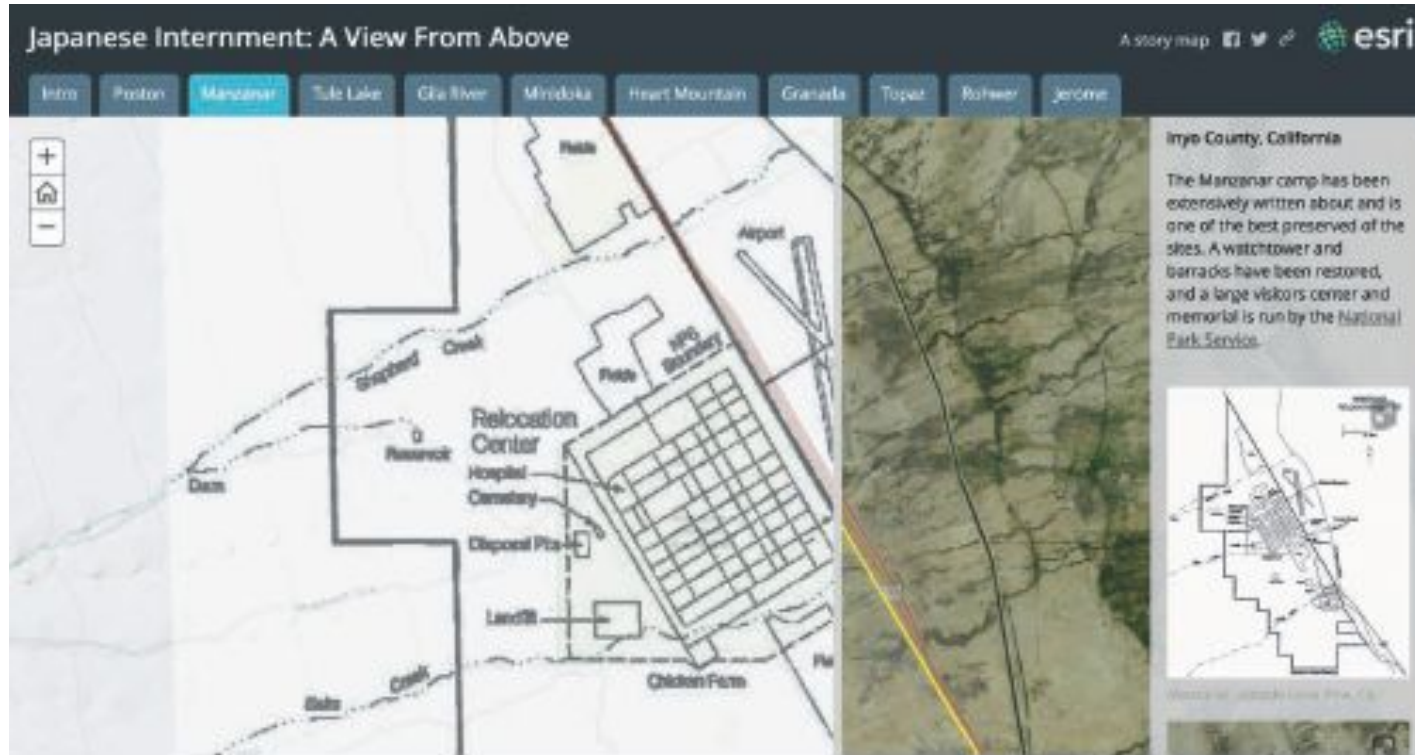 Japanese Internment: A View From Above
A story map
esri
Intro
Poston
Manzanar
Tule Lake
Gila River
Minidoka
Heart Mountain
Granada
Topaz
Rohwer
Jerome
+
−
Fields
Airport
Shepherd Creek
NPS
Boundary
Fields
Relocation
Center
Reservoir
Hospital
Dam
Cemetery
Disposal Pits
Landfill
Chicken Farm
Creek
Inyo County, California
The Manzanar camp has been
extensively written about and is
one of the best preserved of the
sites. A watchtower and
barracks have been restored,
and a large visitors center and
memorial is run by the National
Park Service.